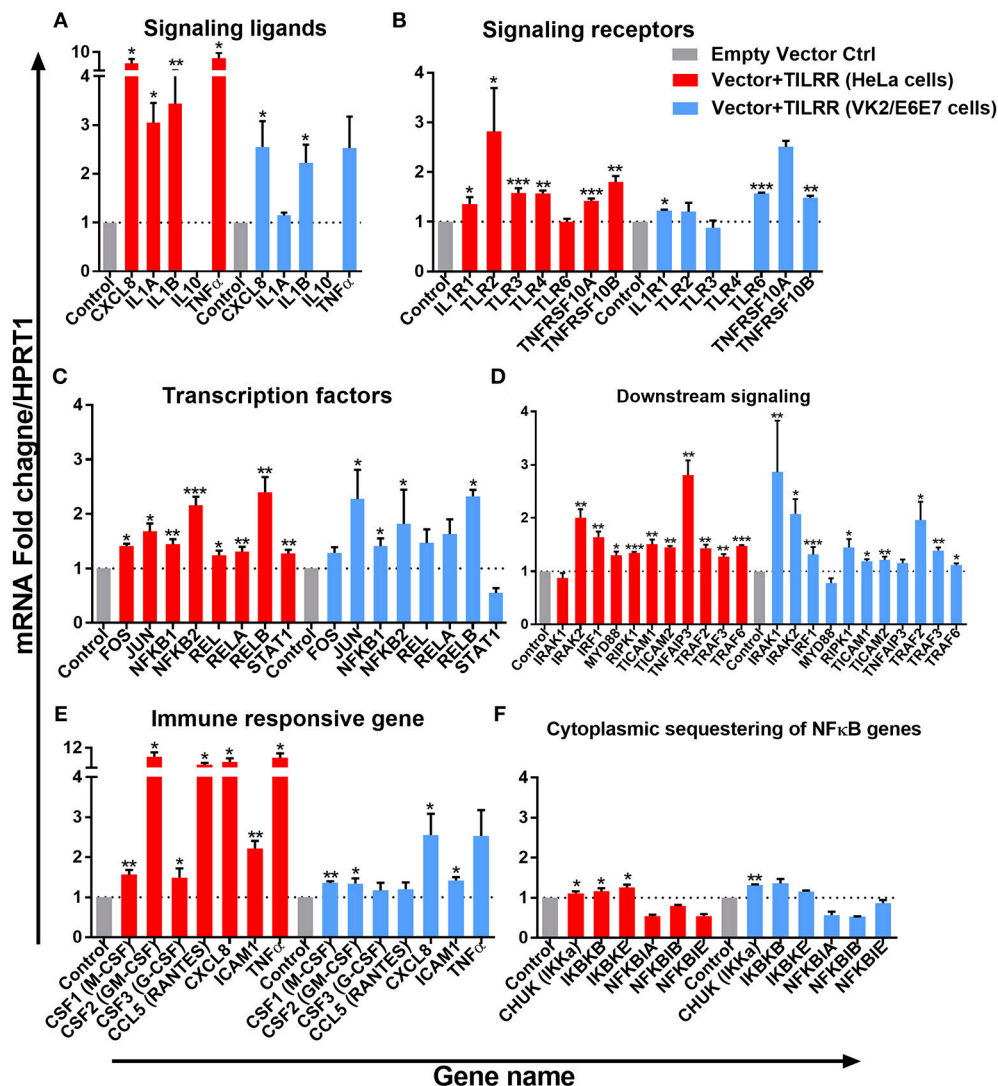 A
Signaling ligands
10
4
3
2
1
0
* * ** * * *
Control
CXCL8
IL1A
IL1B
IL10
TNFα
Control
CXCL8
IL1A
IL1B
IL10
TNFα
B
Signaling receptors
Empty Vector Ctrl
Vector+TILRR (HeLa cells)
Vector+TILRR (VK2/E6E7 cells)
4
3
2
1
0
* * *** ** *** ** * *** **
Control
IL1R1
TLR2
TLR3
TLR4
TLR6
TNFRSF10A
TNFRSF10B
Control
IL1R1
TLR2
TLR3
TLR4
TLR6
TNFRSF10A
TNFRSF10B
mRNA Fold chagne/HPRT1
C
Transcription factors
4
3
2
1
0
* * ** *** * ** ** ** * * * *
Control
FOS
JUN
NFKB1
NFKB2
REL
RELA
RELB
STAT1
Control
FOS
JUN
NFKB1
NFKB2
REL
RELA
RELB
STAT1
D
Downstream signaling
4
3
2
1
0
** ** * *** ** ** ** ** ** *** ** * *** * * ** * ** *
Control
IRAK1
IRAK2
IRF1
MYD88
RIPK1
TICAM1
TICAM2
TNFAIP3
TRAF2
TRAF3
TRAF6
Control
IRAK1
IRAK2
IRF1
MYD88
RIPK1
TICAM1
TICAM2
TNFAIP3
TRAF2
TRAF3
TRAF6
E
Immune responsive gene
12
4
3
2
1
0
** * * * * ** * ** * * *
Control
CSF1 (M-CSF)
CSF2 (GM-CSF)
CSF3 (G-CSF)
CCL5 (RANTES)
CXCL8
ICAM1
TNFα
Control
CSF1 (M-CSF)
CSF2 (GM-CSF)
CSF3 (G-CSF)
CCL5 (RANTES)
CXCL8
ICAM1
TNFα
F
Cytoplasmic sequestering of NFκB genes
4
3
2
1
0
* * * **
Control
CHUK (IKKa)
IKBKB
IKBKE
NFKBIA
NFKBIB
NFKBIE
Control
CHUK (IKKa)
IKBKB
IKBKE
NFKBIA
NFKBIB
NFKBIE
Gene name